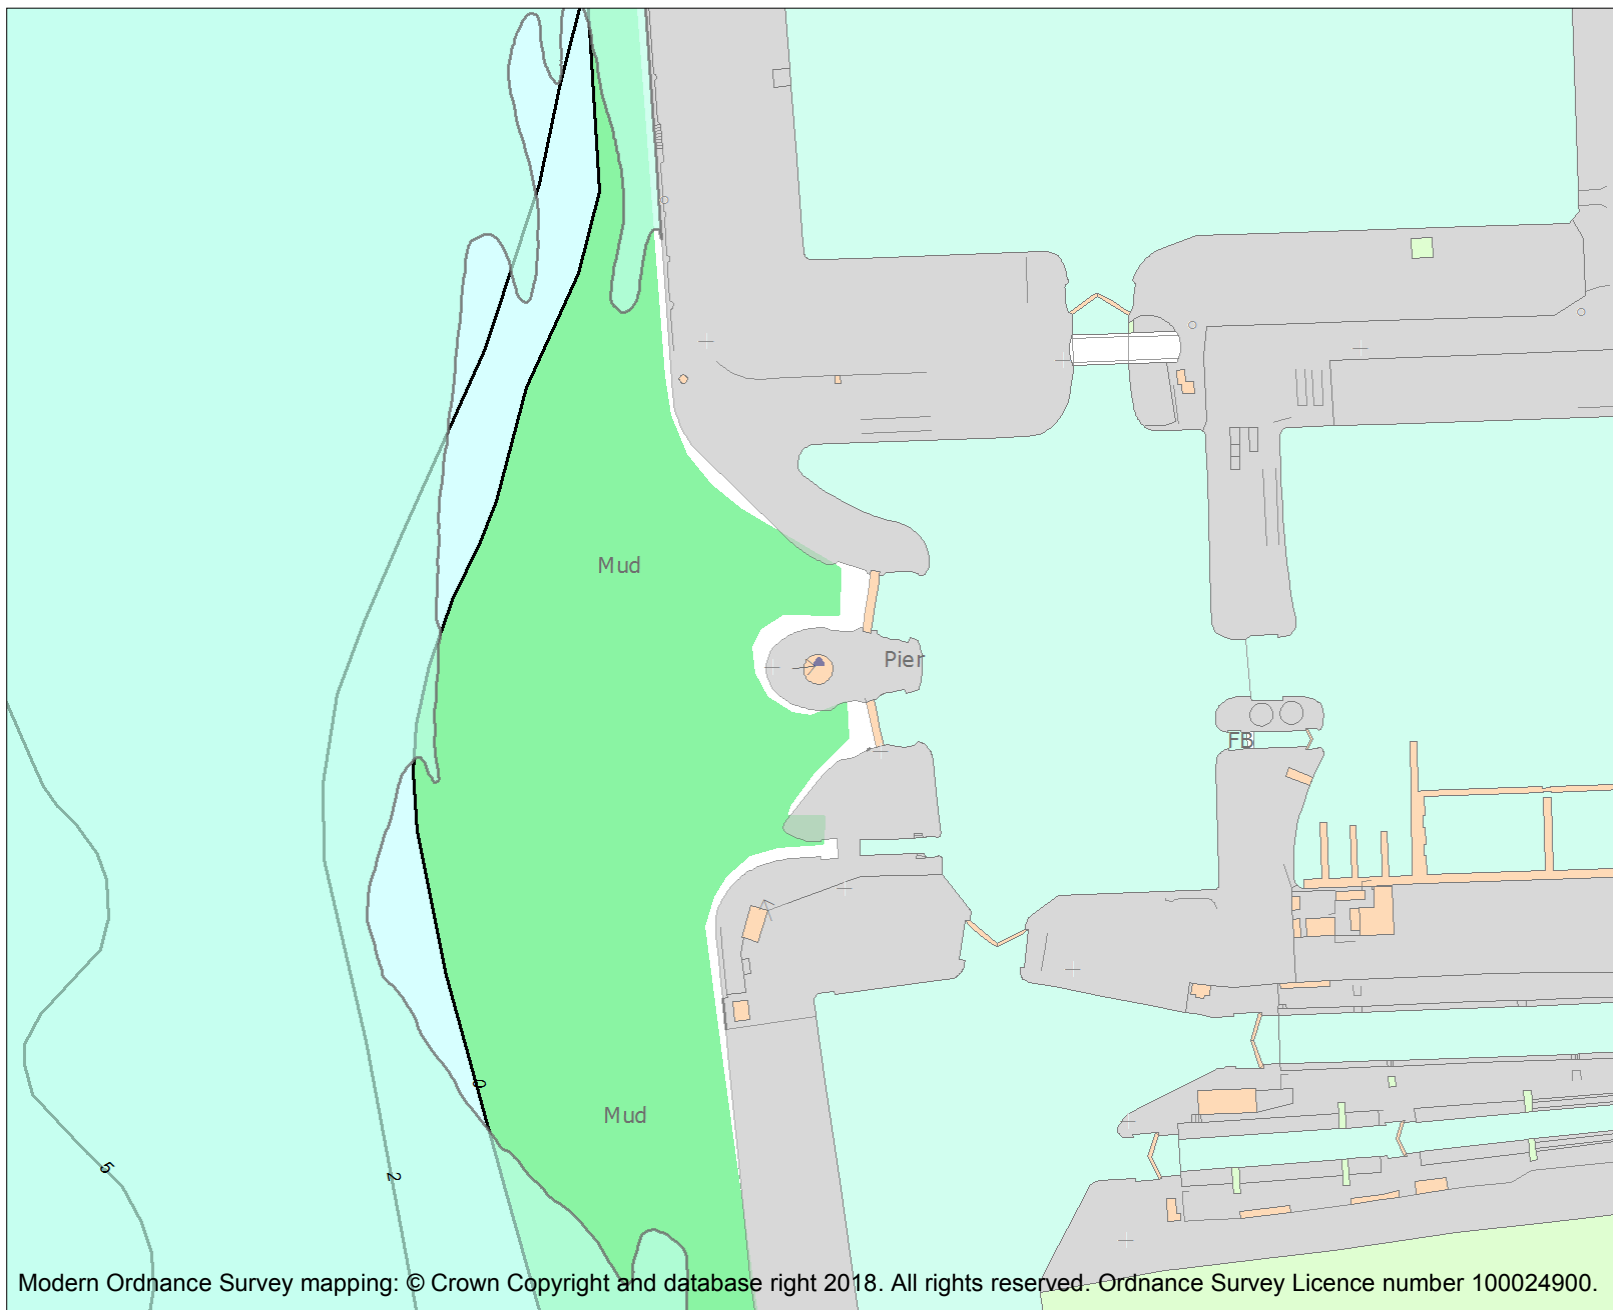 Mud
Pier
FB
0
Mud
5
2
Modern Ordnance Survey mapping: © Crown Copyright and database right 2018. All rights reserved. Ordnance Survey Licence number 100024900.